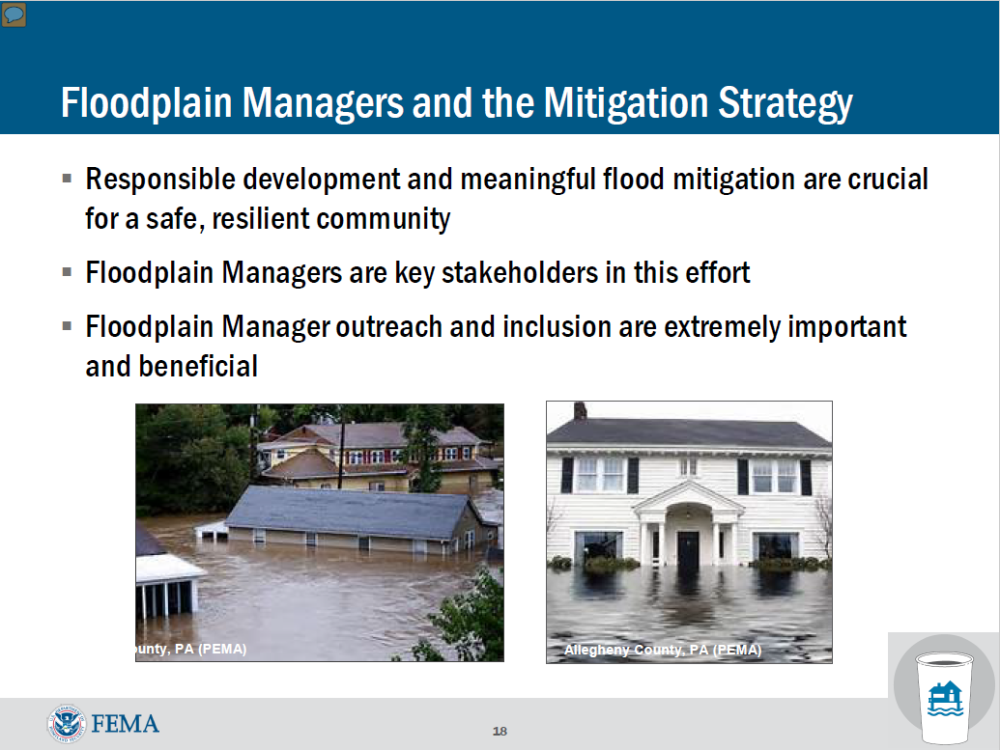 Floodplain Managers and the Mitigation Strategy
Responsible development and meaningful flood mitigation are crucial
for a safe, resilient community
Floodplain Managers are key stakeholders in this effort
Floodplain Manager outreach and inclusion are extremely important
and beneficial
ounty, PA (PEMA)
Allegheny County, PA (PEMA)
FEMA
18